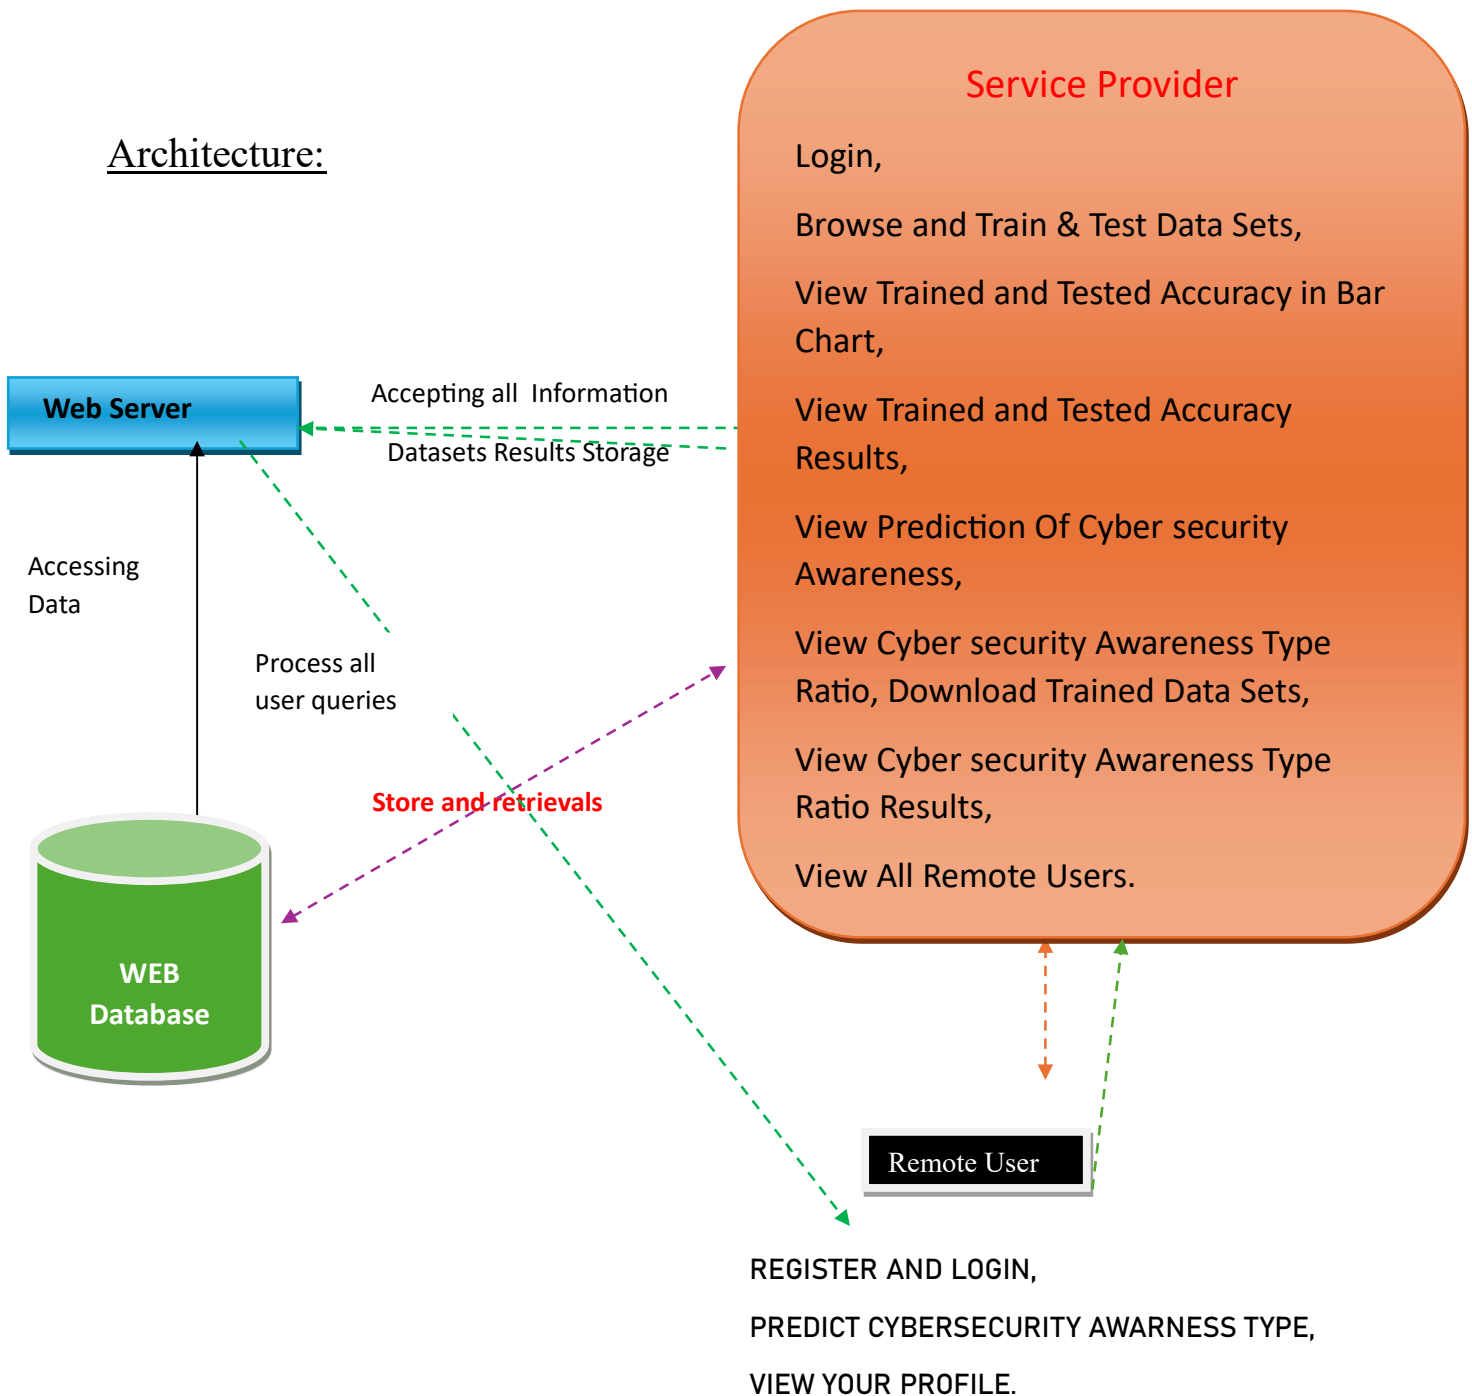 Architecture:
Service Provider
Login,
Browse and Train & Test Data Sets,
View Trained and Tested Accuracy in Bar
Chart,
View Trained and Tested Accuracy
Results,
View Prediction Of Cyber security
Awareness,
View Cyber security Awareness Type
Ratio, Download Trained Data Sets,
View Cyber security Awareness Type
Ratio Results,
View All Remote Users.
Web Server
Accepting all  Information
Datasets Results Storage
Accessing
Data
Process all
user queries
Store and retrievals
WEB
Database
Remote User
REGISTER AND LOGIN,
PREDICT CYBERSECURITY AWARNESS TYPE,
VIEW YOUR PROFILE.